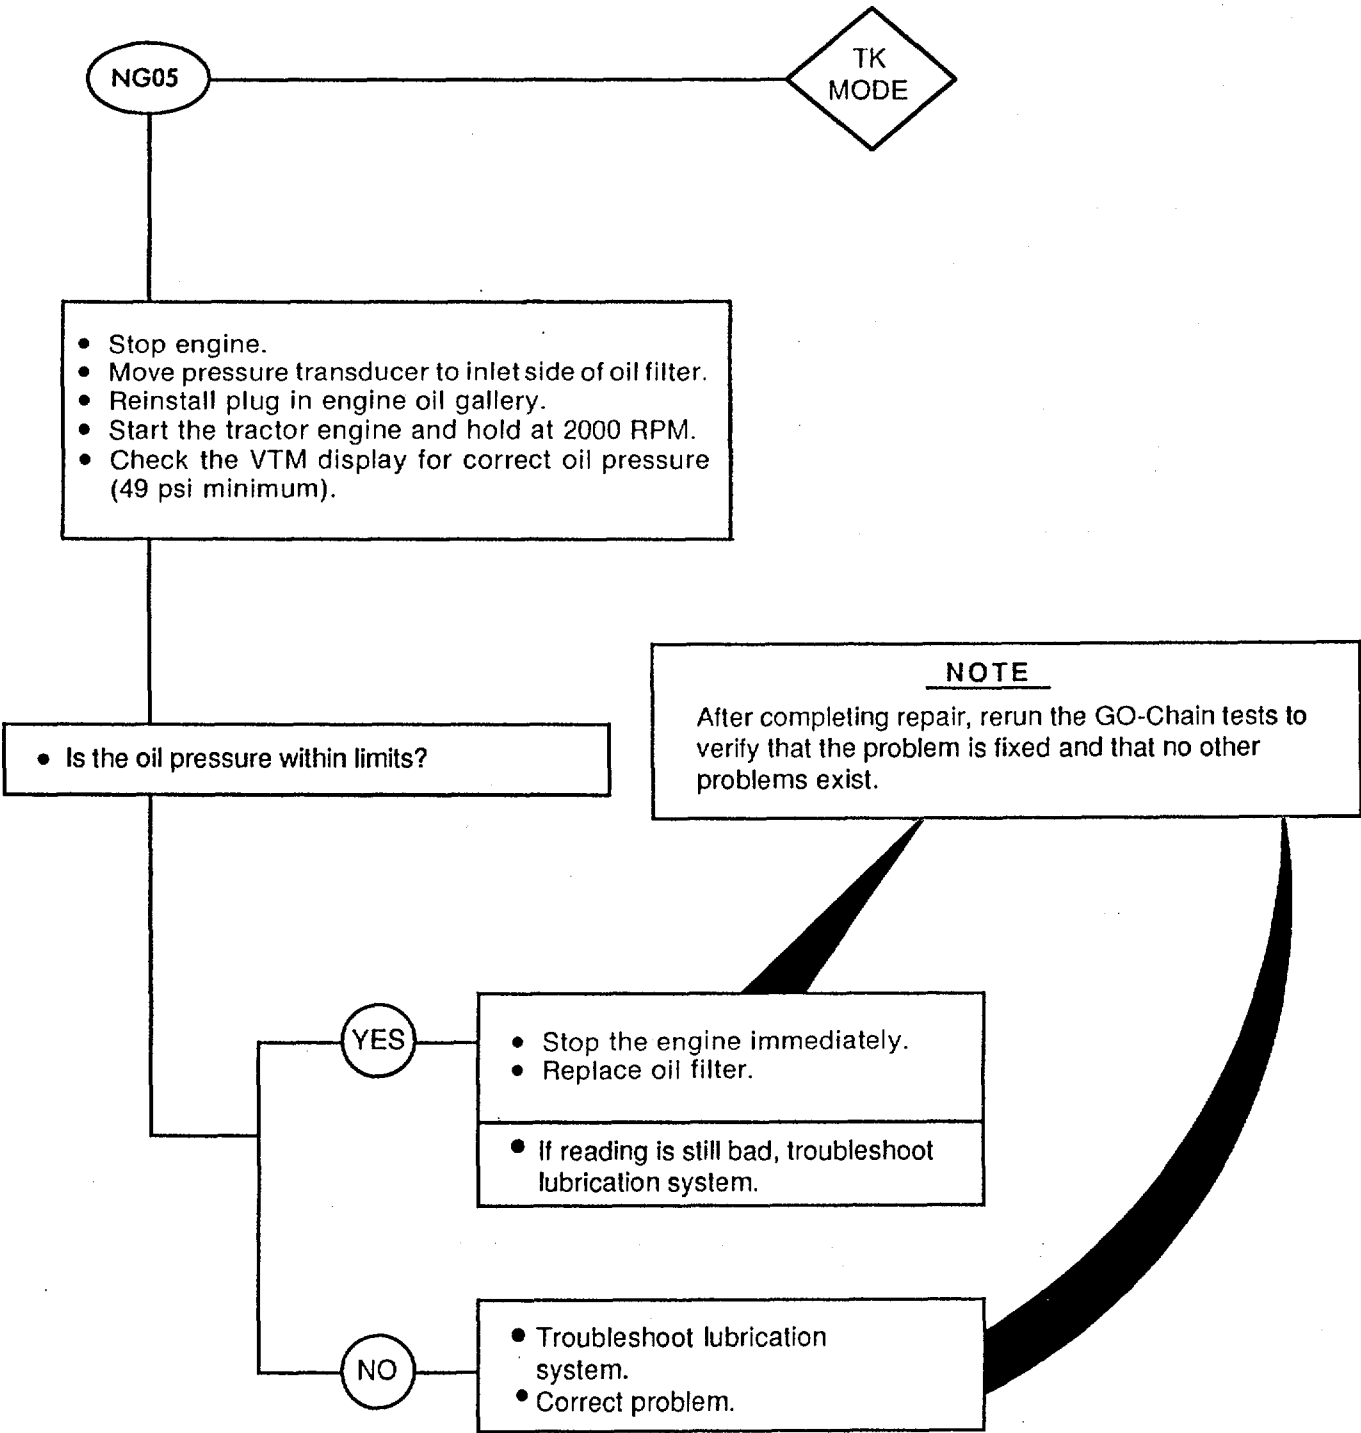 NG05
TK
MODE
• Stop engine.
• Move pressure transducer to inlet side of oil filter.
• Reinstall plug in engine oil gallery.
• Start the tractor engine and hold at 2000 RPM.
• Check the VTM display for correct oil pressure
(49 psi minimum).
NOTE
After completing repair, rerun the GO-Chain tests to
verify that the problem is fixed and that no other
problems exist.
• Is the oil pressure within limits?
YES
• Stop the engine immediately.
• Replace oil filter.
• If reading is still bad, troubleshoot
lubrication system.
NO
• Troubleshoot lubrication
system.
• Correct problem.